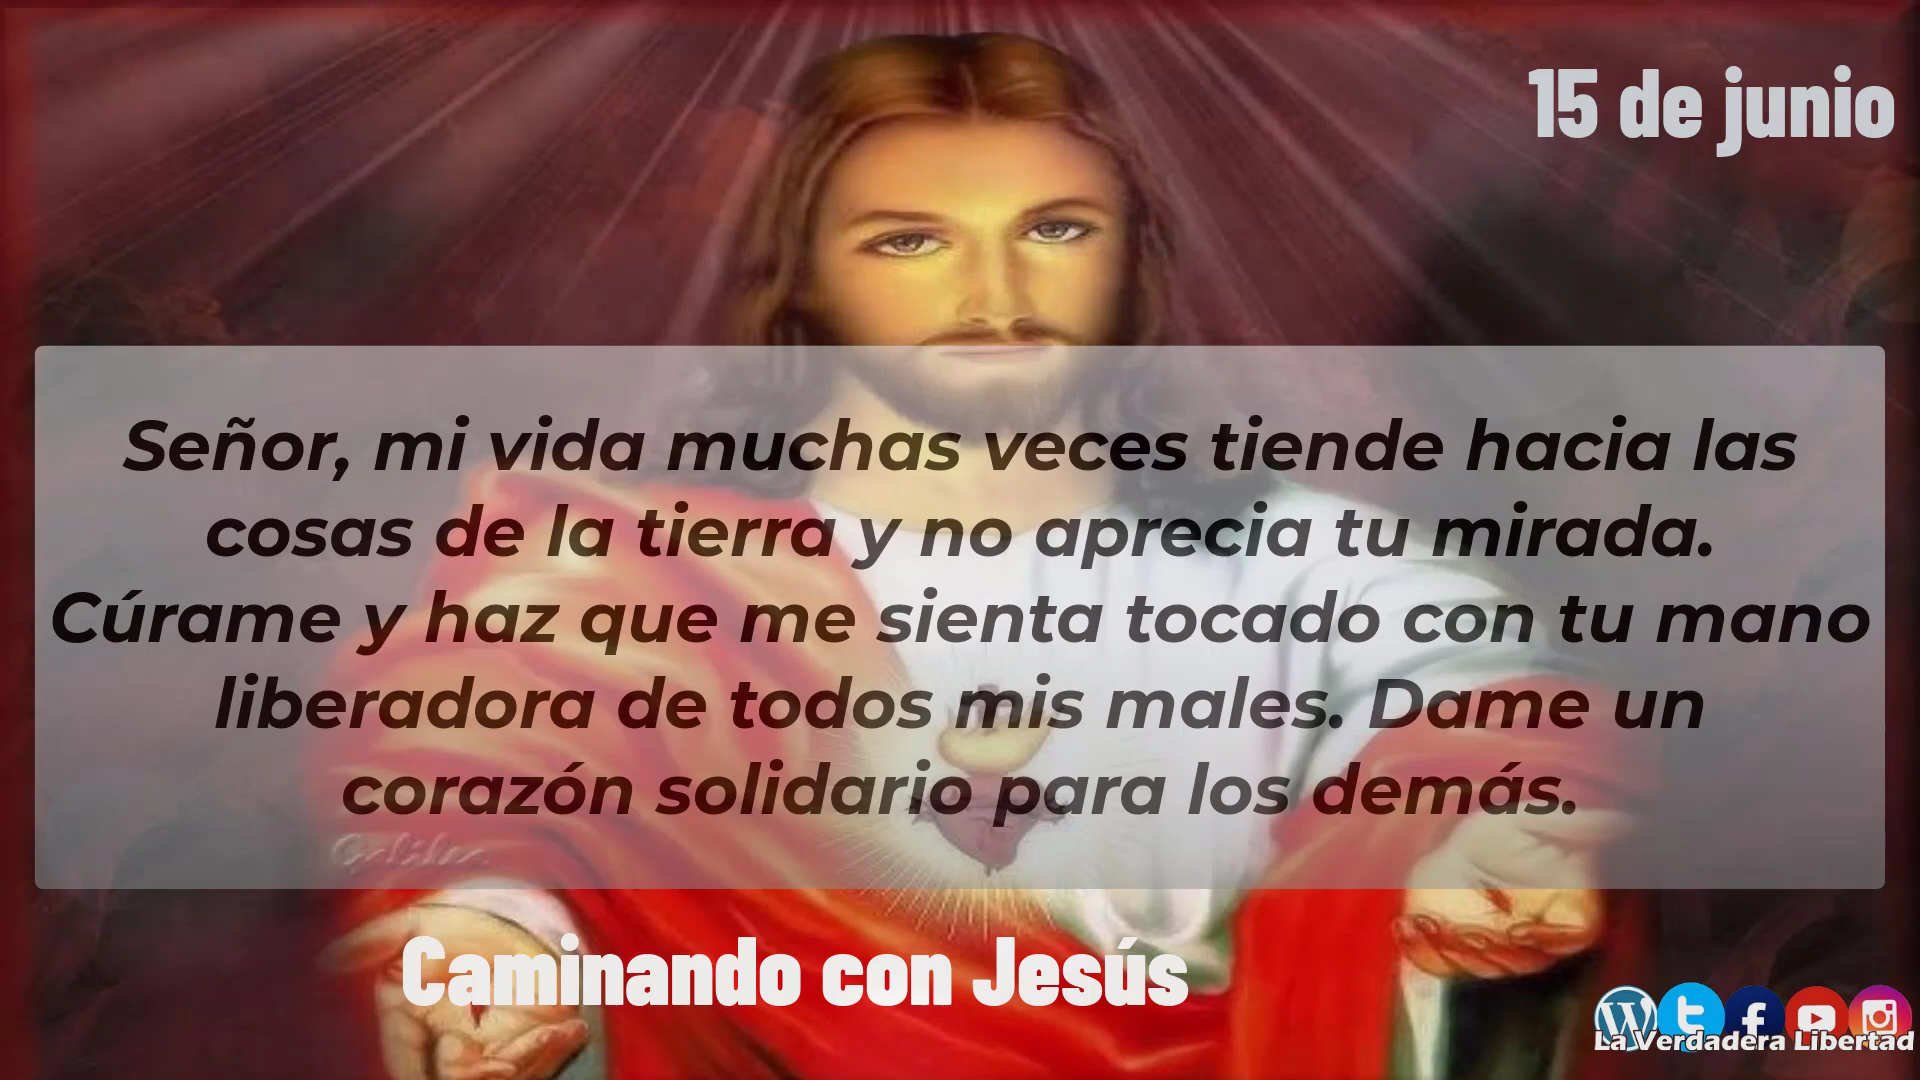 15 de junio
Señor, mi vida muchas veces tiende hacia las
cosas de la tierra y no aprecia tu mirada.
Cúrame y haz que me sienta tocado con tu mano
liberadora de todos mis males. Dame un
corazón solidario para los demás.
Caminando con Jesús
La Verdadera Libertad